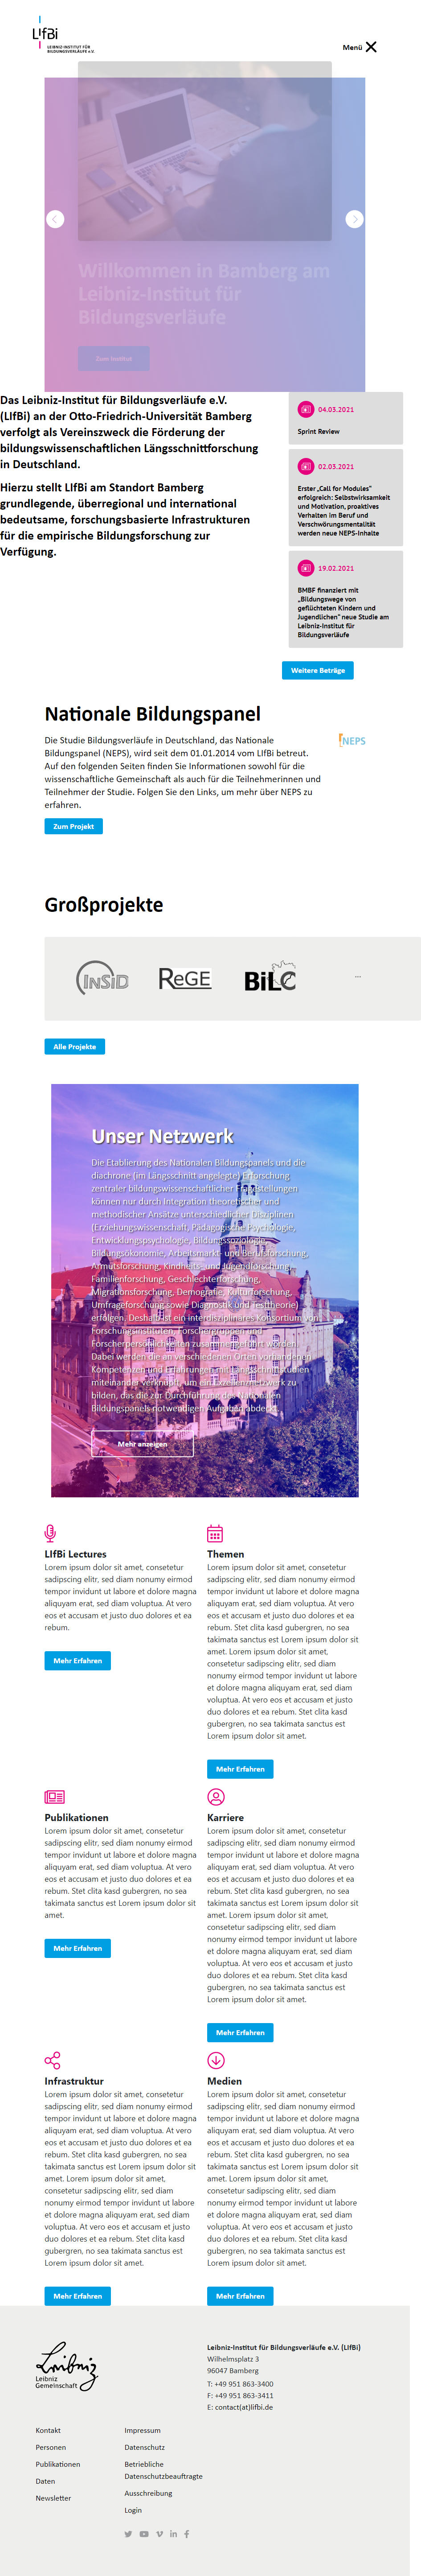 LIfBi
LEIBNIZ-INSTITUT FÜR
BILDUNGSVERLÄUFE e.V.
Menü
Willkommen in Bamberg am
Leibniz-Institut für
Bildungsverläufe
Zum Institut
Das Leibniz-Institut für Bildungsverläufe e.V.
(LIfBi) an der Otto-Friedrich-Universität Bamberg
verfolgt als Vereinszweck die Förderung der
bildungswissenschaftlichen Längsschnittforschung
in Deutschland.
Hierzu stellt LIfBi am Standort Bamberg
grundlegende, überregional und international
bedeutsame, forschungsbasierte Infrastrukturen
für die empirische Bildungsforschung zur
Verfügung.
04.03.2021
Sprint Review
02.03.2021
Erster „Call for Modules“
erfolgreich: Selbstwirksamkeit
und Motivation, proaktives
Verhalten im Beruf und
Verschwörungsmentalität
werden neue NEPS-Inhalte
19.02.2021
BMBF finanziert mit
„Bildungswege von
geflüchteten Kindern und
Jugendlichen“ neue Studie am
Leibniz-Institut für
Bildungsverläufe
Weitere Beträge
Nationale Bildungspanel
Die Studie Bildungsverläufe in Deutschland, das Nationale
Bildungspanel (NEPS), wird seit dem 01.01.2014 vom LIfBi betreut.
Auf den folgenden Seiten finden Sie Informationen sowohl für die
wissenschaftliche Gemeinschaft als auch für die Teilnehmerinnen und
Teilnehmer der Studie. Folgen Sie den Links, um mehr über NEPS zu
erfahren.
NEPS
Zum Projekt
Großprojekte
INSIDE
ReGE
BiLO
Alle Projekte
Unser Netzwerk
Die Etablierung des Nationalen Bildungspanels und die
diachrone (im Längsschnitt angelegte) Erforschung
zentraler bildungswissenschaftlicher Fragestellungen
können nur durch Integration theoretischer und
methodischer Ansätze unterschiedlicher Disziplinen
(Erziehungswissenschaft, Pädagogische Psychologie,
Entwicklungspsychologie, Bildungssoziologie,
Bildungsökonomie, Arbeitsmarkt- und Berufsforschung,
Armutsforschung, Kindheits- und Jugendforschung,
Familienforschung, Geschlechterforschung,
Migrationsforschung, Demografie, Kulturforschung,
Umfrageforschung sowie Diagnostik und Testtheorie)
erfolgen. Deshalb ist ein interdisziplinäres Konsortium von
Forschungsinstituten, Forschergruppen und
Forscherpersönlichkeiten zusammengeführt worden.
Dabei werden die an verschiedenen Orten vorhandenen
Kompetenzen und Erfahrungen mit Längsschnittstudien
miteinander verknüpft, um ein Exzellenznetzwerk zu
bilden, das die zur Durchführung des Nationalen
Bildungspanels notwendigen Aufgaben abdeckt.
Mehr anzeigen
LIfBi Lectures
Lorem ipsum dolor sit amet, consetetur
sadipscing elitr, sed diam nonumy eirmod
tempor invidunt ut labore et dolore magna
aliquyam erat, sed diam voluptua. At vero
eos et accusam et justo duo dolores et ea
rebum.
Mehr Erfahren
Themen
Lorem ipsum dolor sit amet, consetetur
sadipscing elitr, sed diam nonumy eirmod
tempor invidunt ut labore et dolore magna
aliquyam erat, sed diam voluptua. At vero
eos et accusam et justo duo dolores et ea
rebum. Stet clita kasd gubergren, no sea
takimata sanctus est Lorem ipsum dolor sit
amet. Lorem ipsum dolor sit amet,
consetetur sadipscing elitr, sed diam
nonumy eirmod tempor invidunt ut labore
et dolore magna aliquyam erat, sed diam
voluptua. At vero eos et accusam et justo
duo dolores et ea rebum. Stet clita kasd
gubergren, no sea takimata sanctus est
Lorem ipsum dolor sit amet.
Mehr Erfahren
Publikationen
Lorem ipsum dolor sit amet, consetetur
sadipscing elitr, sed diam nonumy eirmod
tempor invidunt ut labore et dolore magna
aliquyam erat, sed diam voluptua. At vero
eos et accusam et justo duo dolores et ea
rebum. Stet clita kasd gubergren, no sea
takimata sanctus est Lorem ipsum dolor sit
amet.
Mehr Erfahren
Karriere
Lorem ipsum dolor sit amet, consetetur
sadipscing elitr, sed diam nonumy eirmod
tempor invidunt ut labore et dolore magna
aliquyam erat, sed diam voluptua. At vero
eos et accusam et justo duo dolores et ea
rebum. Stet clita kasd gubergren, no sea
takimata sanctus est Lorem ipsum dolor sit
amet. Lorem ipsum dolor sit amet,
consetetur sadipscing elitr, sed diam
nonumy eirmod tempor invidunt ut labore
et dolore magna aliquyam erat, sed diam
voluptua. At vero eos et accusam et justo
duo dolores et ea rebum. Stet clita kasd
gubergren, no sea takimata sanctus est
Lorem ipsum dolor sit amet.
Mehr Erfahren
Infrastruktur
Lorem ipsum dolor sit amet, consetetur
sadipscing elitr, sed diam nonumy eirmod
tempor invidunt ut labore et dolore magna
aliquyam erat, sed diam voluptua. At vero
eos et accusam et justo duo dolores et ea
rebum. Stet clita kasd gubergren, no sea
takimata sanctus est Lorem ipsum dolor sit
amet. Lorem ipsum dolor sit amet,
consetetur sadipscing elitr, sed diam
nonumy eirmod tempor invidunt ut labore
et dolore magna aliquyam erat, sed diam
voluptua. At vero eos et accusam et justo
duo dolores et ea rebum. Stet clita kasd
gubergren, no sea takimata sanctus est
Lorem ipsum dolor sit amet.
Mehr Erfahren
Medien
Lorem ipsum dolor sit amet, consetetur
sadipscing elitr, sed diam nonumy eirmod
tempor invidunt ut labore et dolore magna
aliquyam erat, sed diam voluptua. At vero
eos et accusam et justo duo dolores et ea
rebum. Stet clita kasd gubergren, no sea
takimata sanctus est Lorem ipsum dolor sit
amet. Lorem ipsum dolor sit amet,
consetetur sadipscing elitr, sed diam
nonumy eirmod tempor invidunt ut labore
et dolore magna aliquyam erat, sed diam
voluptua. At vero eos et accusam et justo
duo dolores et ea rebum. Stet clita kasd
gubergren, no sea takimata sanctus est
Lorem ipsum dolor sit amet.
Mehr Erfahren
Leibniz
Leibniz
Gemeinschaft
Leibniz-Institut für Bildungsverläufe e.V. (LIfBi)
Wilhelmsplatz 3
96047 Bamberg
T: +49 951 863-3400
F: +49 951 863-3411
E: contact(at)lifbi.de
Kontakt
Personen
Publikationen
Daten
Newsletter
Impressum
Datenschutz
Betriebliche
Datenschutzbeauftragte
Ausschreibung
Login